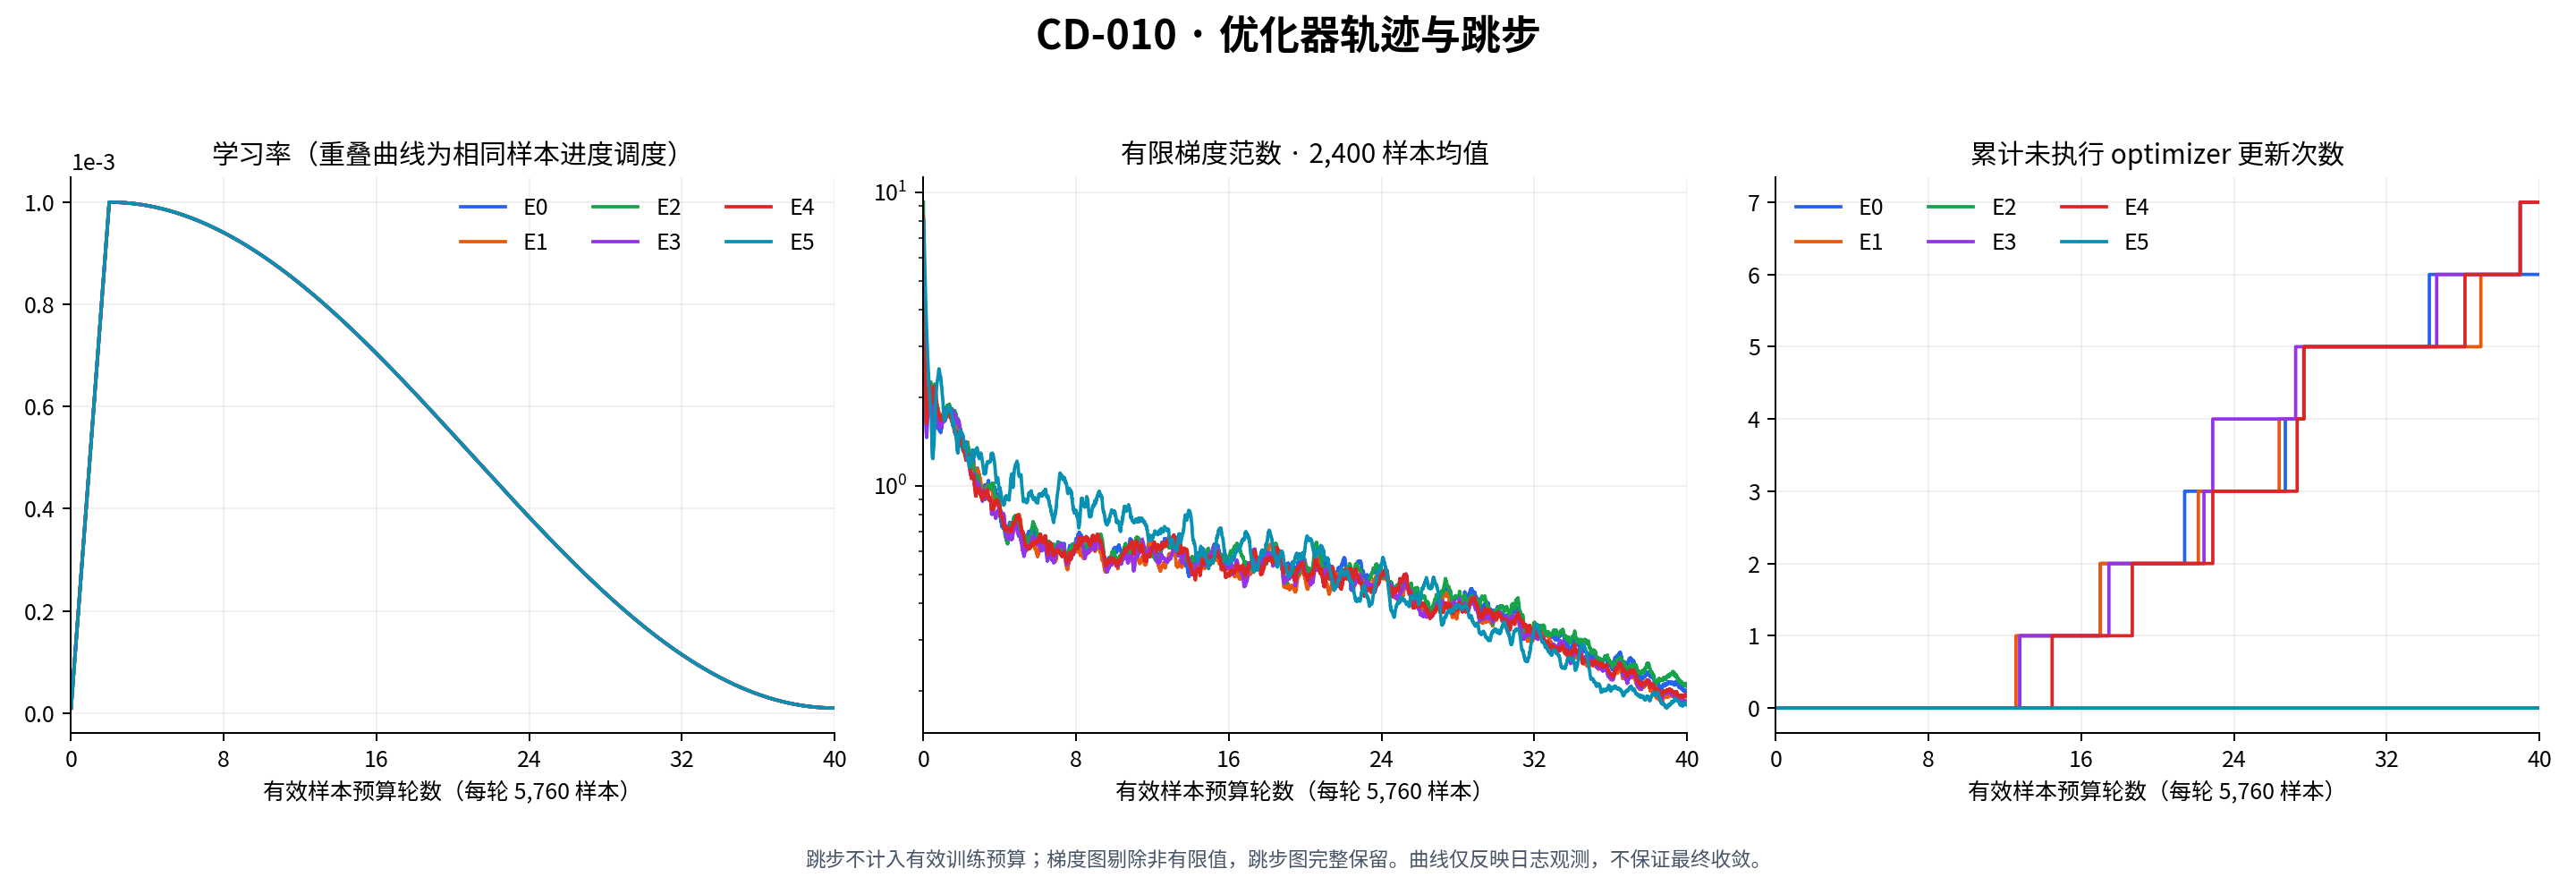 CD-010 · 优化器轨迹与跳步
学习率（重叠曲线为相同样本进度调度）
1e-3
1.0
0.8
0.6
0.4
0.2
0.0
E0 E2 E4
E1 E3 E5
0 8 16 24 32 40
有效样本预算轮数（每轮 5,760 样本）
有限梯度范数 · 2,400 样本均值
10¹
10⁰
0 8 16 24 32 40
有效样本预算轮数（每轮 5,760 样本）
累计未执行 optimizer 更新次数
7
6
5
4
3
2
1
0
E0 E2 E4
E1 E3 E5
0 8 16 24 32 40
有效样本预算轮数（每轮 5,760 样本）
跳步不计入有效训练预算；梯度图剔除非有限值，跳步图完整保留。曲线仅反映日志观测，不保证最终收敛。